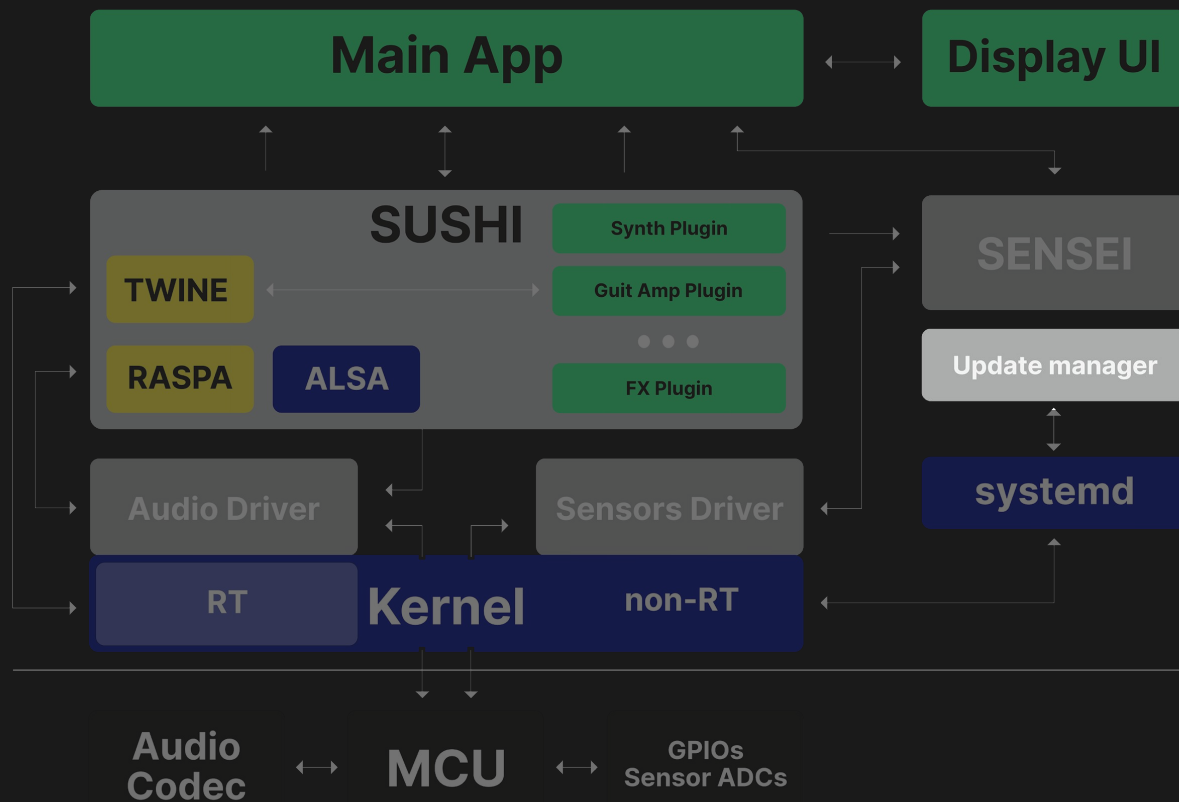 Main App
Display UI
SUSHI
Synth Plugin
TWINE
Guit Amp Plugin
RASPA
ALSA
FX Plugin
SENSEI
Update manager
systemd
Audio Driver
Sensors Driver
RT
Kernel
non-RT
Audio
Codec
MCU
GPIOs
Sensor ADCs